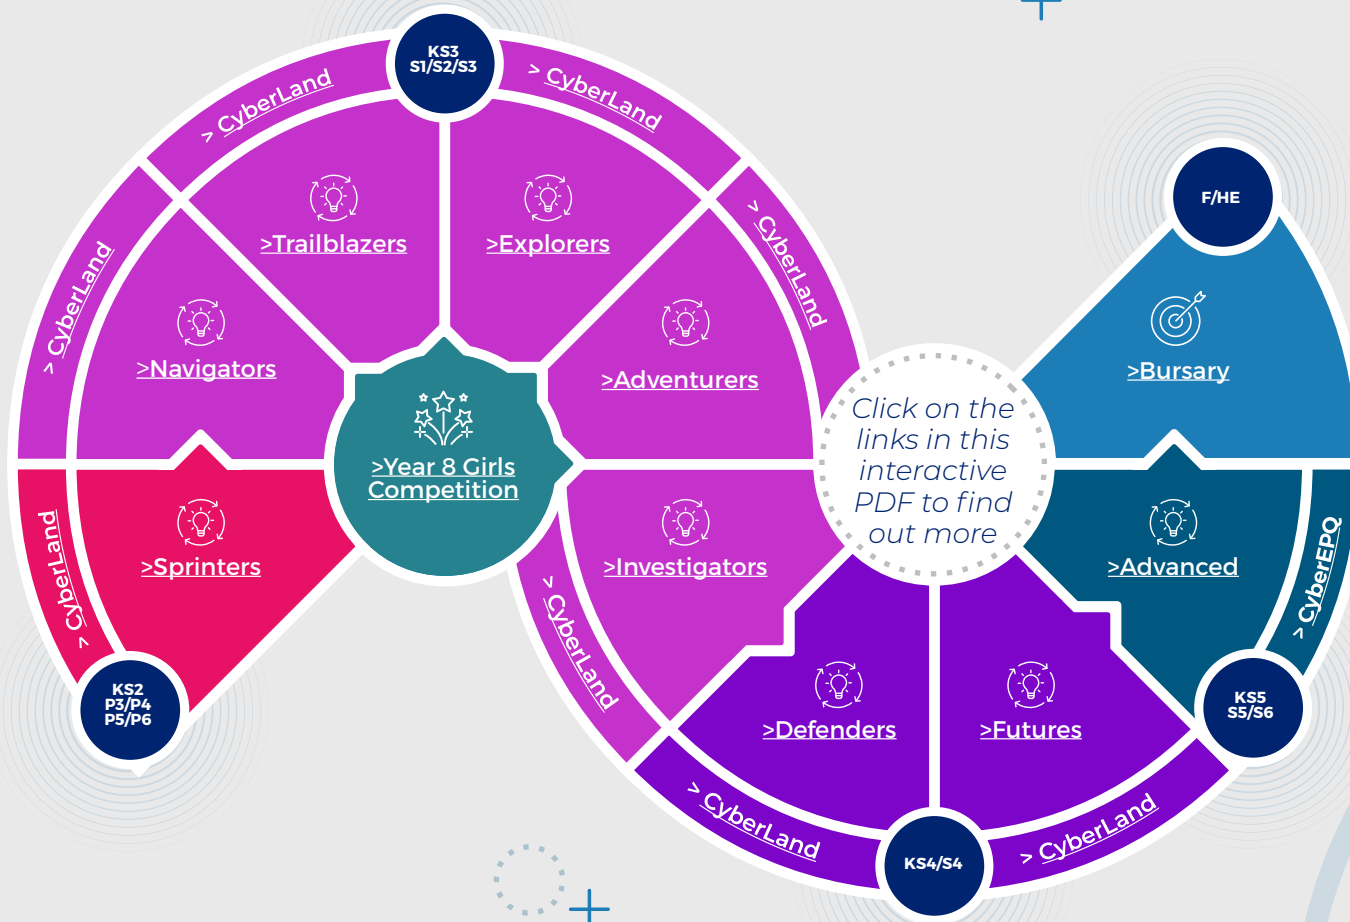 KS3
S1/S2/S3
> CyberLand
> CyberLand
> CyberLand
> CyberLand
>Trailblazers
>Explorers
>Navigators
>Adventurers
>Year 8 Girls
Competition
>Sprinters
> CyberLand
KS2
P3/P4
P5/P6
>Investigators
> CyberLand
Click on the
links in this
interactive
PDF to find
out more
F/HE
>Bursary
>Advanced
> CyberEPQ
KS5
S5/S6
>Defenders
>Futures
> CyberLand
> CyberLand
KS4/S4